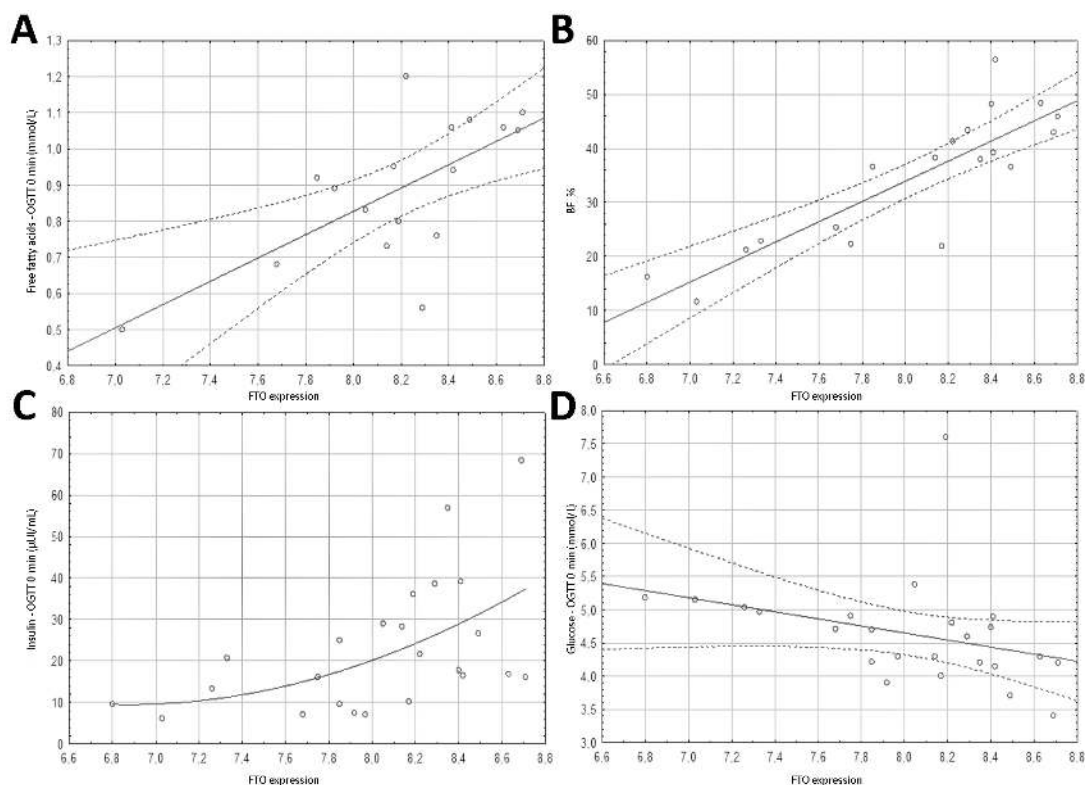 A
Free fatty acids - OGTT 0 min (mmol/L)
1.3
1.2
1.1
1.0
0.9
0.8
0.7
0.6
0.5
0.4
6.8 7.0 7.2 7.4 7.6 7.8 8.0 8.2 8.4 8.6 8.8
FTO expression
B
BF %
60
50
40
30
20
10
0
6.6 6.8 7.0 7.2 7.4 7.6 7.8 8.0 8.2 8.4 8.6 8.8
FTO expression
C
Insulin - OGTT 0 min (µUI/mL)
80
70
60
50
40
30
20
10
0
6.6 6.8 7.0 7.2 7.4 7.6 7.8 8.0 8.2 8.4 8.6 8.8
FTO expression
D
Glucose - OGTT 0 min (mmol/L)
8.0
7.5
7.0
6.5
6.0
5.5
5.0
4.5
4.0
3.5
3.0
6.6 6.8 7.0 7.2 7.4 7.6 7.8 8.0 8.2 8.4 8.6 8.8
FTO expression